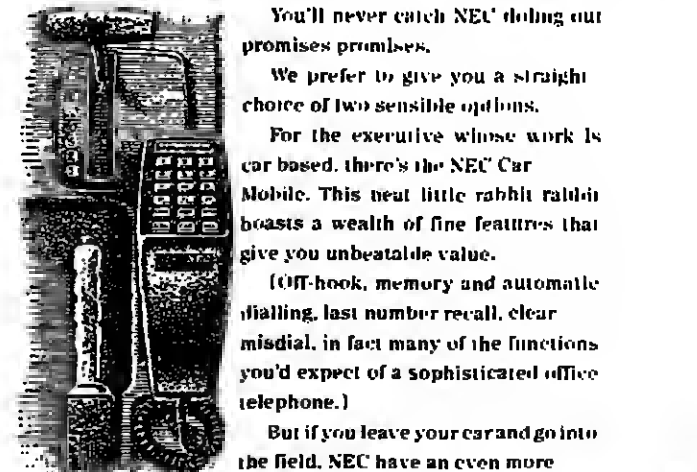 You'll never catch NEC doling out
promises promises.
We prefer to give you a straight
choice of two sensible options.
For the executive whose work is
car based, there's the NEC Car
Mobile. This neat little rabbit rabbit
boasts a wealth of fine features that
give you unbeatable value.
(Off-hook, memory and automatic
dialling, last number recall, clear
misdial, in fact many of the functions
you'd expect of a sophisticated office
telephone.)
But if you leave your car and go into
the field, NEC have an even more